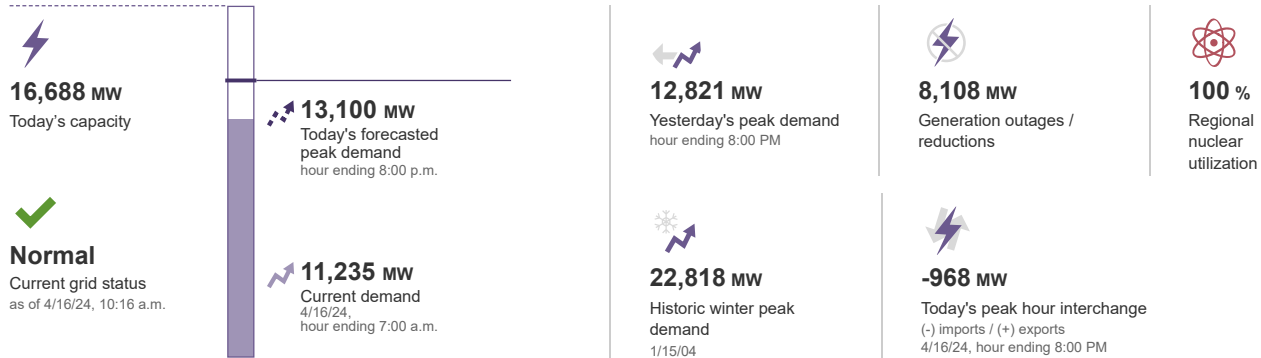 16,688 MW
Today's capacity
Normal
Current grid status
as of 4/16/24, 10:16 a.m.
13,100 MW
Today's forecasted
peak demand
hour ending 8:00 p.m.
11,235 MW
Current demand
4/16/24,
hour ending 7:00 a.m.
12,821 MW
Yesterday's peak demand
hour ending 8:00 PM
8,108 MW
Generation outages /
reductions
100 %
Regional
nuclear
utilization
22,818 MW
Historic winter peak
demand
1/15/04
-968 MW
Today's peak hour interchange
(-) imports / (+) exports
4/16/24, hour ending 8:00 PM